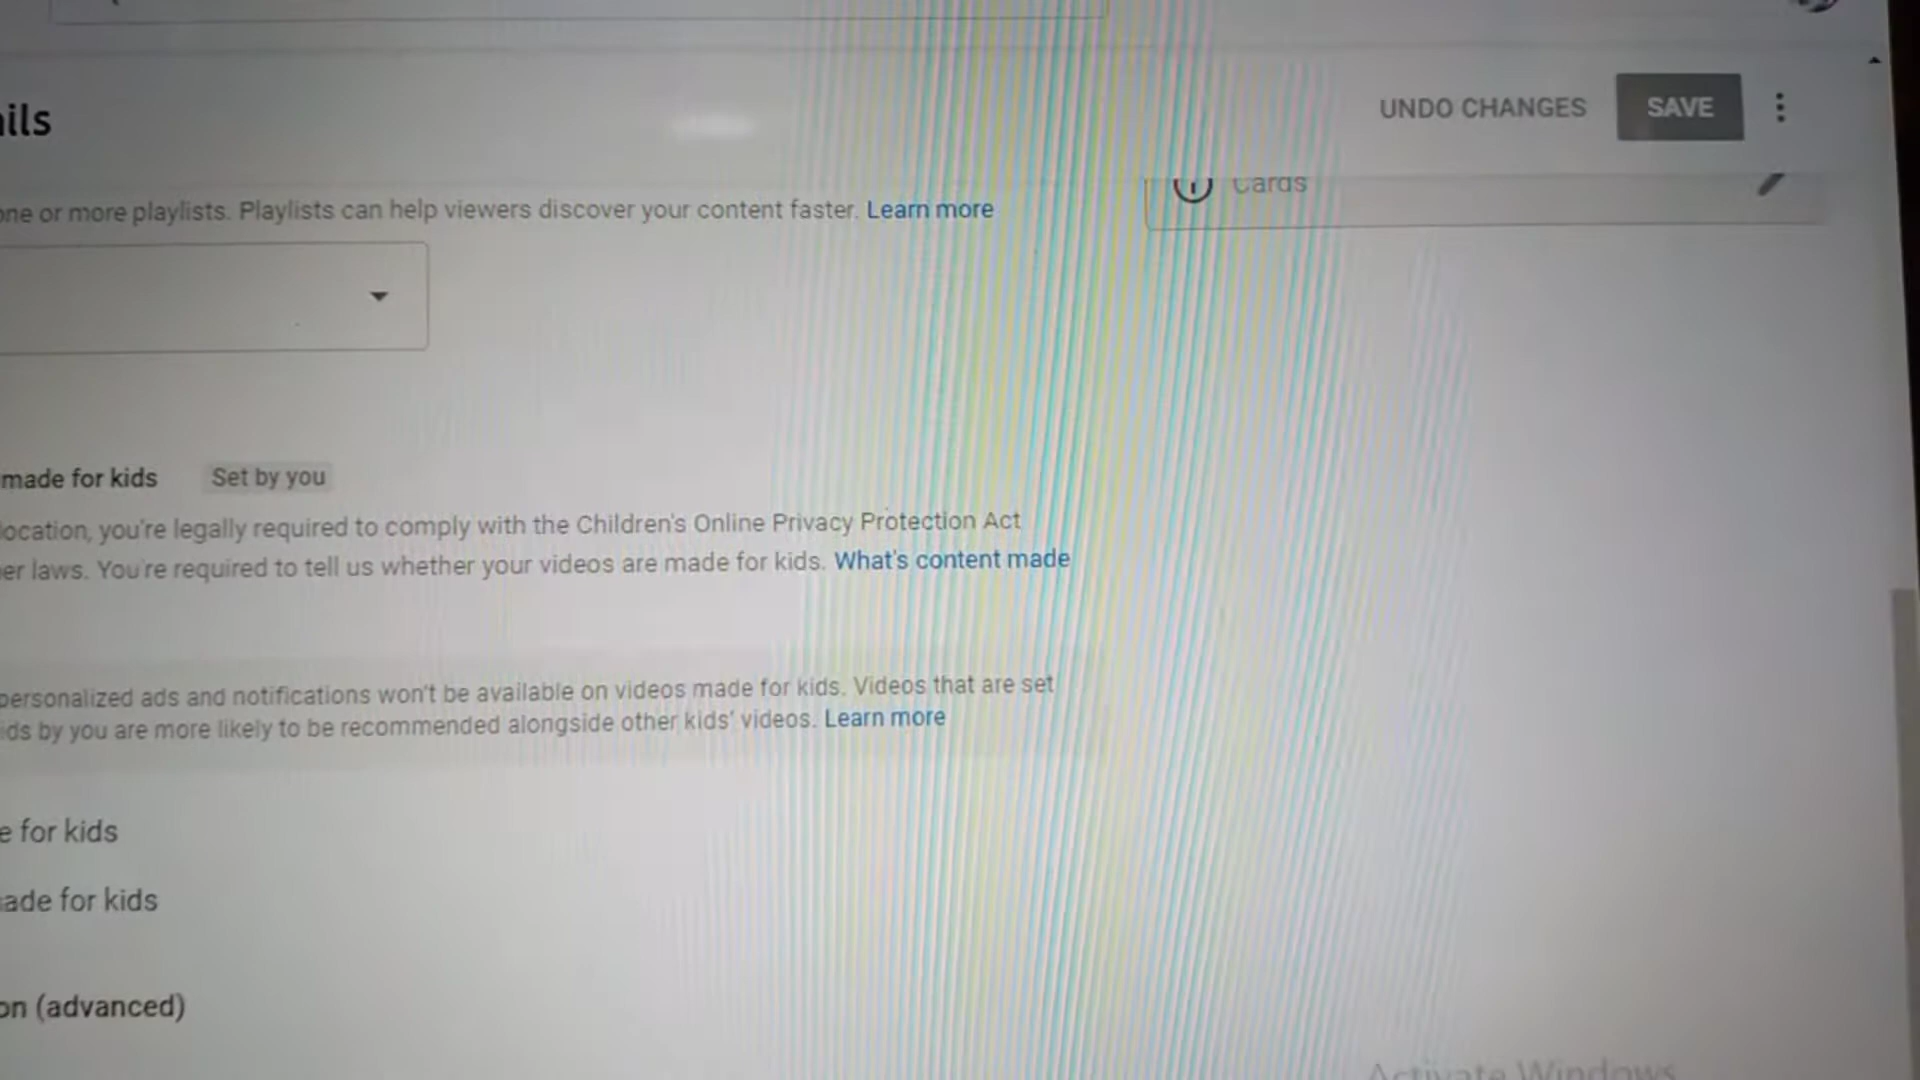 ils
UNDO CHANGES
SAVE
Cards
one or more playlists. Playlists can help viewers discover your content faster. Learn more
made for kids
Set by you
location, you're legally required to comply with the Children's Online Privacy Protection Act
er laws. You're required to tell us whether your videos are made for kids. What's content made
personalized ads and notifications won't be available on videos made for kids. Videos that are set
ids by you are more likely to be recommended alongside other kids' videos. Learn more
e for kids
ade for kids
on (advanced)
Activate Windows